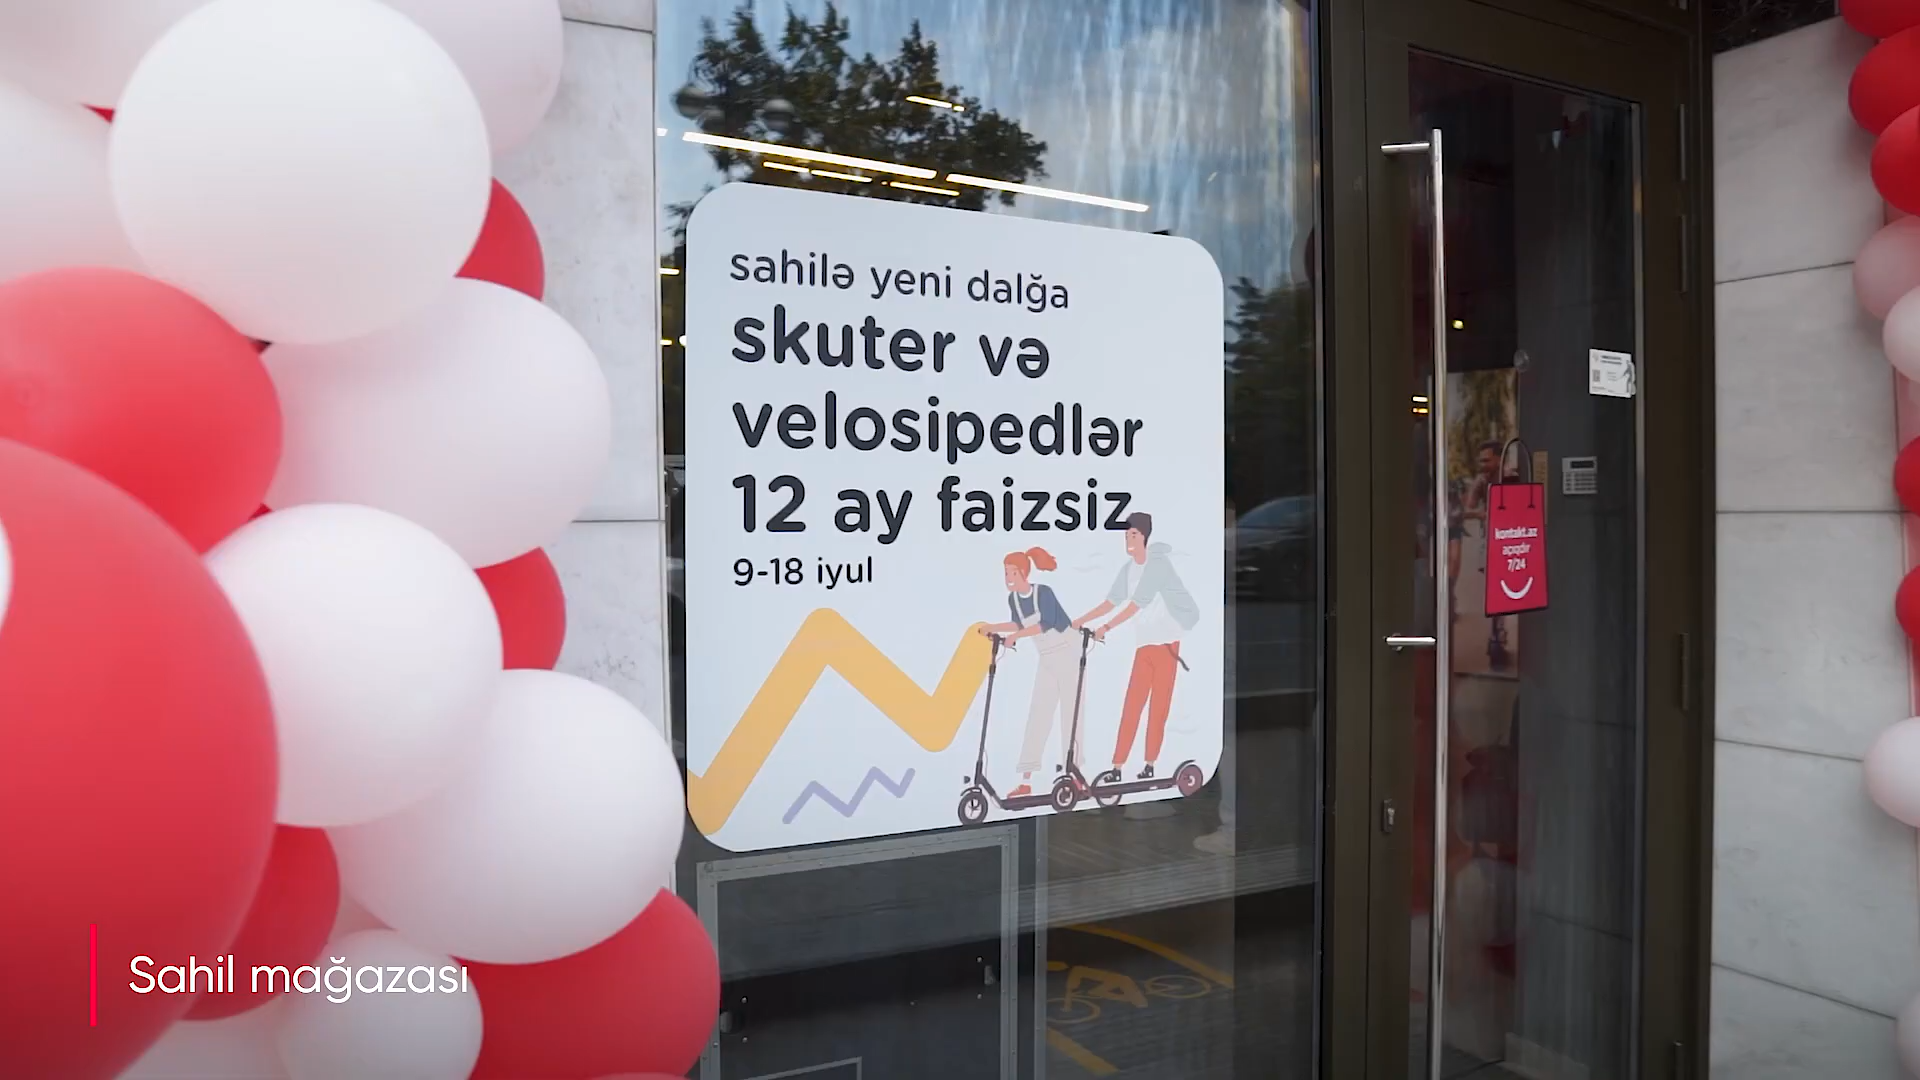 sahilə yeni dalğa
skuter və
velosipedlər
12 ay faizsiz
9-18 iyul
kontakt.az
açıqdır
7/24
Sahil mağazası